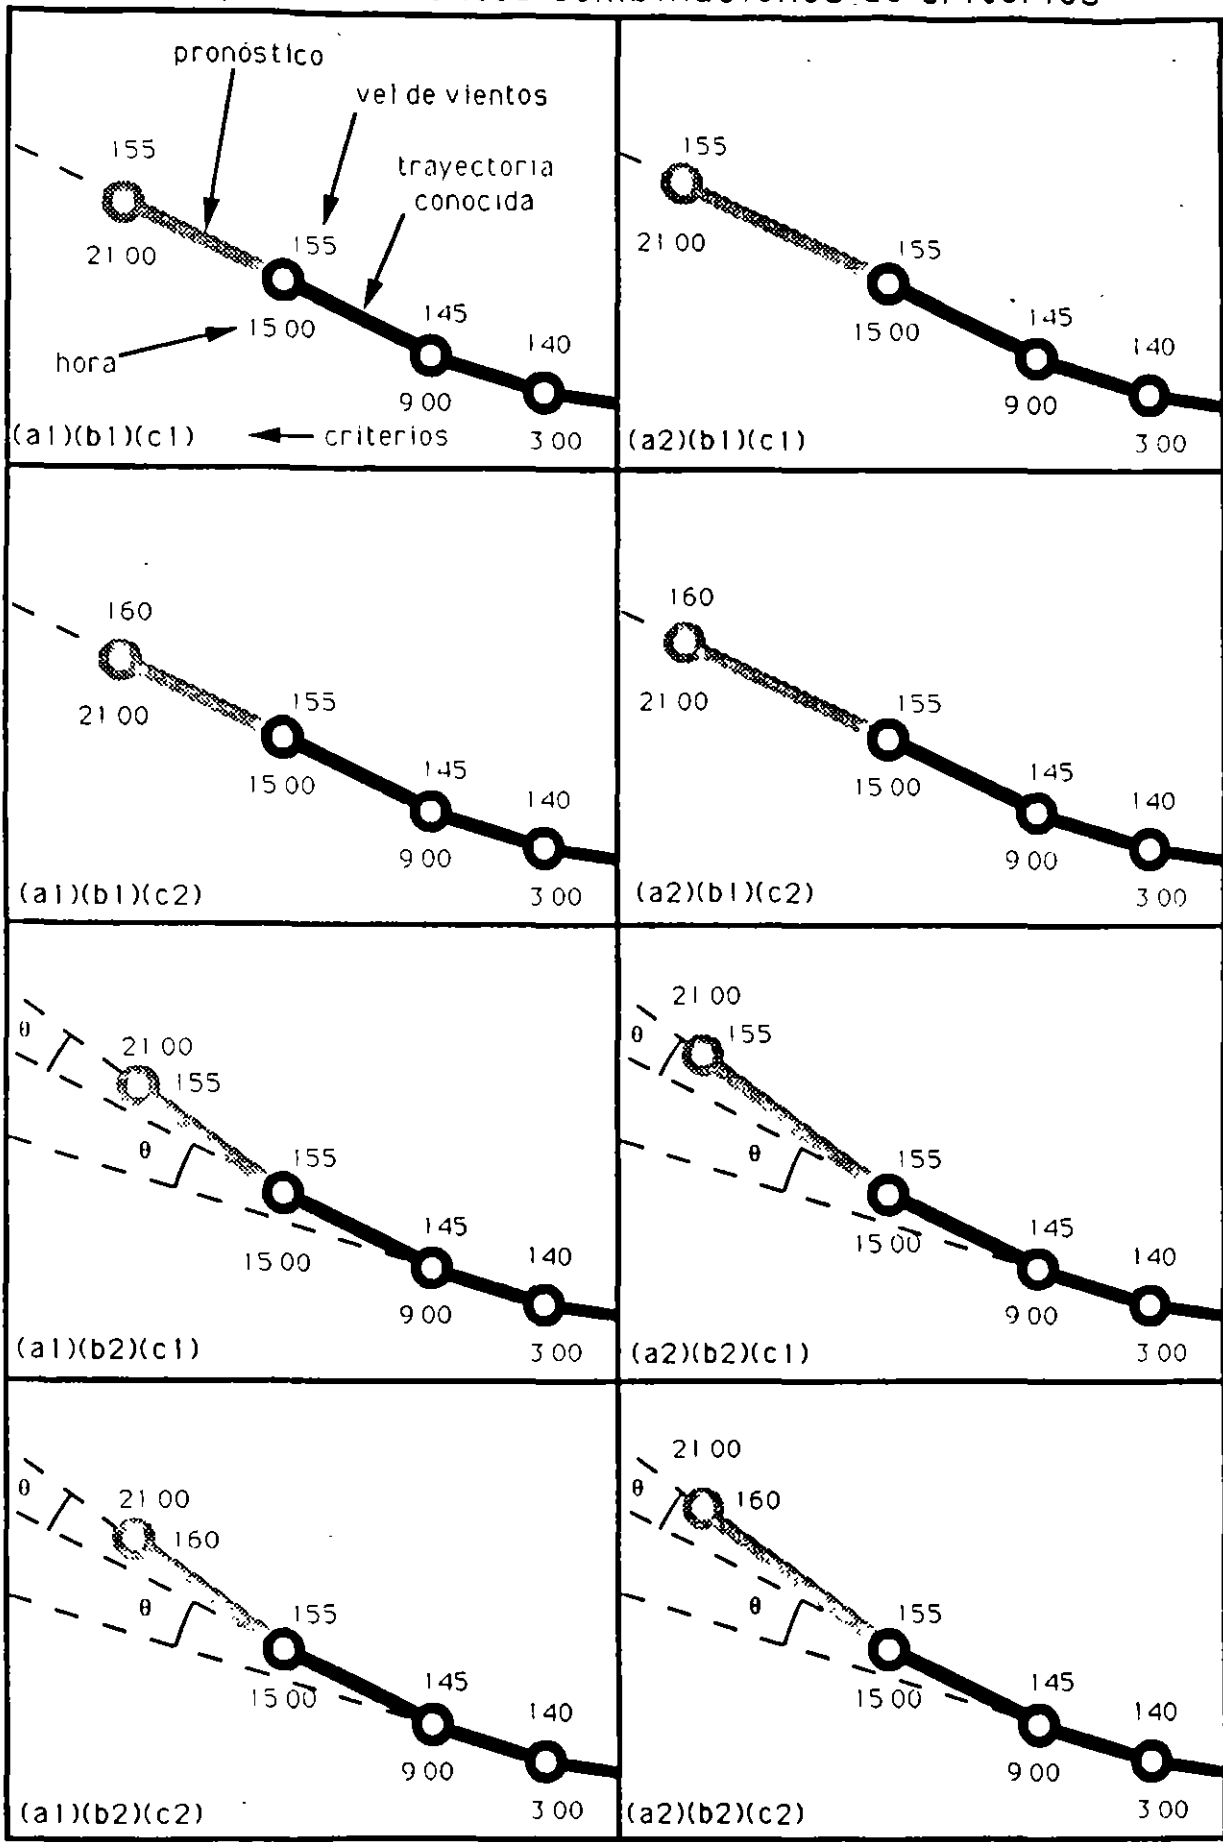 combinaciones de criterios
pronóstico
vel de vientos
trayectoria
conocida
155
21 00
155
15 00
hora
145
9 00
140
3 00
(a1)(b1)(c1)
criterios
155
21 00
155
15 00
145
9 00
140
3 00
(a2)(b1)(c1)
160
21 00
155
15 00
145
9 00
140
3 00
(a1)(b1)(c2)
160
21 00
155
15 00
145
9 00
140
3 00
(a2)(b1)(c2)
θ
21 00
155
θ
155
15 00
145
9 00
140
3 00
(a1)(b2)(c1)
21 00
θ
155
θ
155
15 00
145
9 00
140
3 00
(a2)(b2)(c1)
θ
21 00
160
θ
155
15 00
145
9 00
140
3 00
(a1)(b2)(c2)
21 00
θ
160
θ
155
15 00
145
9 00
140
3 00
(a2)(b2)(c2)